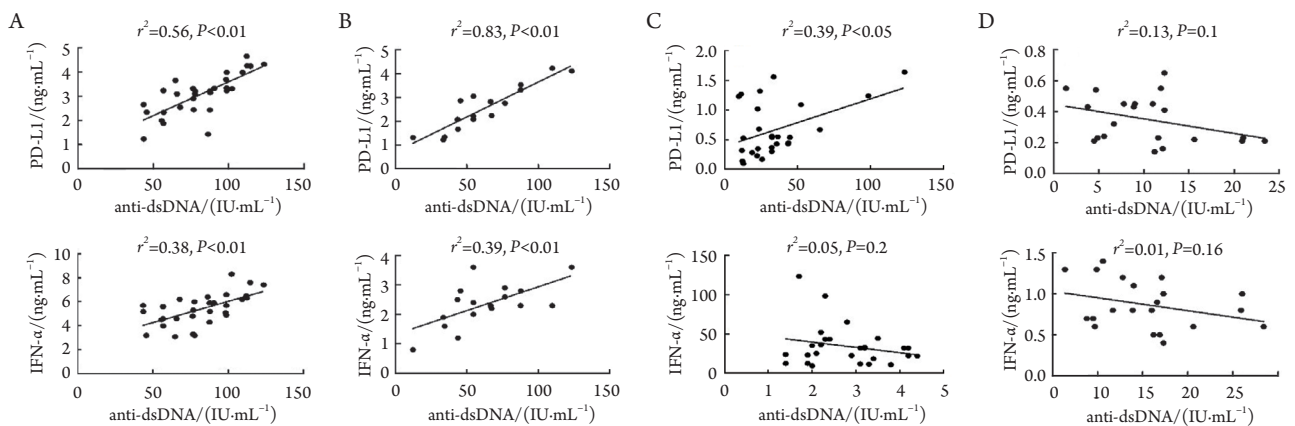 A
r²=0.56, P<0.01
PD-L1/(ng·mL⁻¹)
5
4
3
2
1
0
50
100
150
anti-dsDNA/(IU·mL⁻¹)
r²=0.38, P<0.01
IFN-α/(ng·mL⁻¹)
10
8
6
4
2
0
0
50
100
150
anti-dsDNA/(IU·mL⁻¹)
B
r²=0.83, P<0.01
PD-L1/(ng·mL⁻¹)
5
4
3
2
1
0
0
50
100
150
anti-dsDNA/(IU·mL⁻¹)
r²=0.39, P<0.01
IFN-α/(ng·mL⁻¹)
4
3
2
1
0
0
50
100
150
anti-dsDNA/(IU·mL⁻¹)
C
r²=0.39, P<0.05
PD-L1/(ng·mL⁻¹)
2.0
1.5
1.0
0.5
0.0
0
50
100
150
anti-dsDNA/(IU·mL⁻¹)
r²=0.05, P=0.2
IFN-α/(ng·mL⁻¹)
150
100
50
0
0
1
2
3
4
5
anti-dsDNA/(IU·mL⁻¹)
D
r²=0.13, P=0.1
PD-L1/(ng·mL⁻¹)
0.8
0.6
0.4
0.2
0.0
0
5
10
15
20
25
anti-dsDNA/(IU·mL⁻¹)
r²=0.01, P=0.16
IFN-α/(ng·mL⁻¹)
1.5
1.0
0.5
0.0
5
10
15
20
25
30
anti-dsDNA/(IU·mL⁻¹)